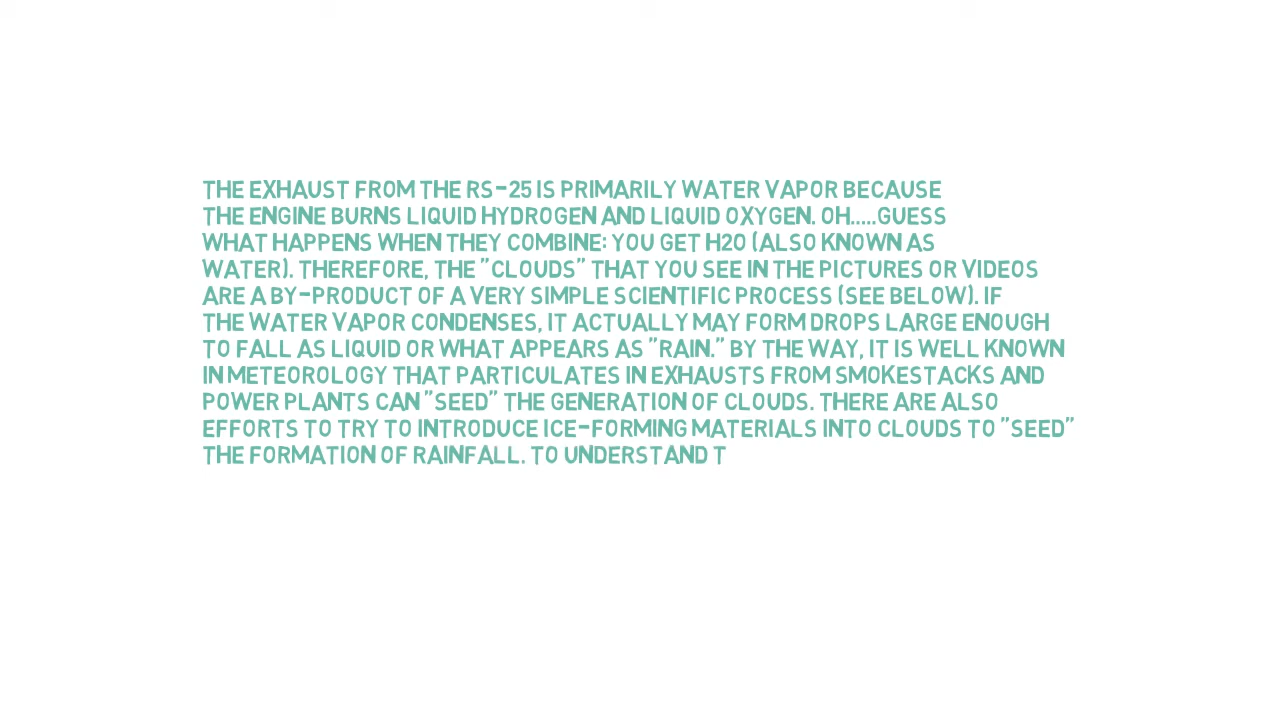 THE EXHAUST FROM THE RS-25 IS PRIMARILY WATER VAPOR BECAUSE
THE ENGINE BURNS LIQUID HYDROGEN AND LIQUID OXYGEN. OH.....GUESS
WHAT HAPPENS WHEN THEY COMBINE: YOU GET H2O (ALSO KNOWN AS
WATER). THEREFORE, THE "CLOUDS" THAT YOU SEE IN THE PICTURES OR VIDEOS
ARE A BY-PRODUCT OF A VERY SIMPLE SCIENTIFIC PROCESS (SEE BELOW). IF
THE WATER VAPOR CONDENSES, IT ACTUALLY MAY FORM DROPS LARGE ENOUGH
TO FALL AS LIQUID OR WHAT APPEARS AS "RAIN." BY THE WAY, IT IS WELL KNOWN
IN METEOROLOGY THAT PARTICULATES IN EXHAUSTS FROM SMOKESTACKS AND
POWER PLANTS CAN "SEED" THE GENERATION OF CLOUDS. THERE ARE ALSO
EFFORTS TO TRY TO INTRODUCE ICE-FORMING MATERIALS INTO CLOUDS TO "SEED"
THE FORMATION OF RAINFALL. TO UNDERSTAND T